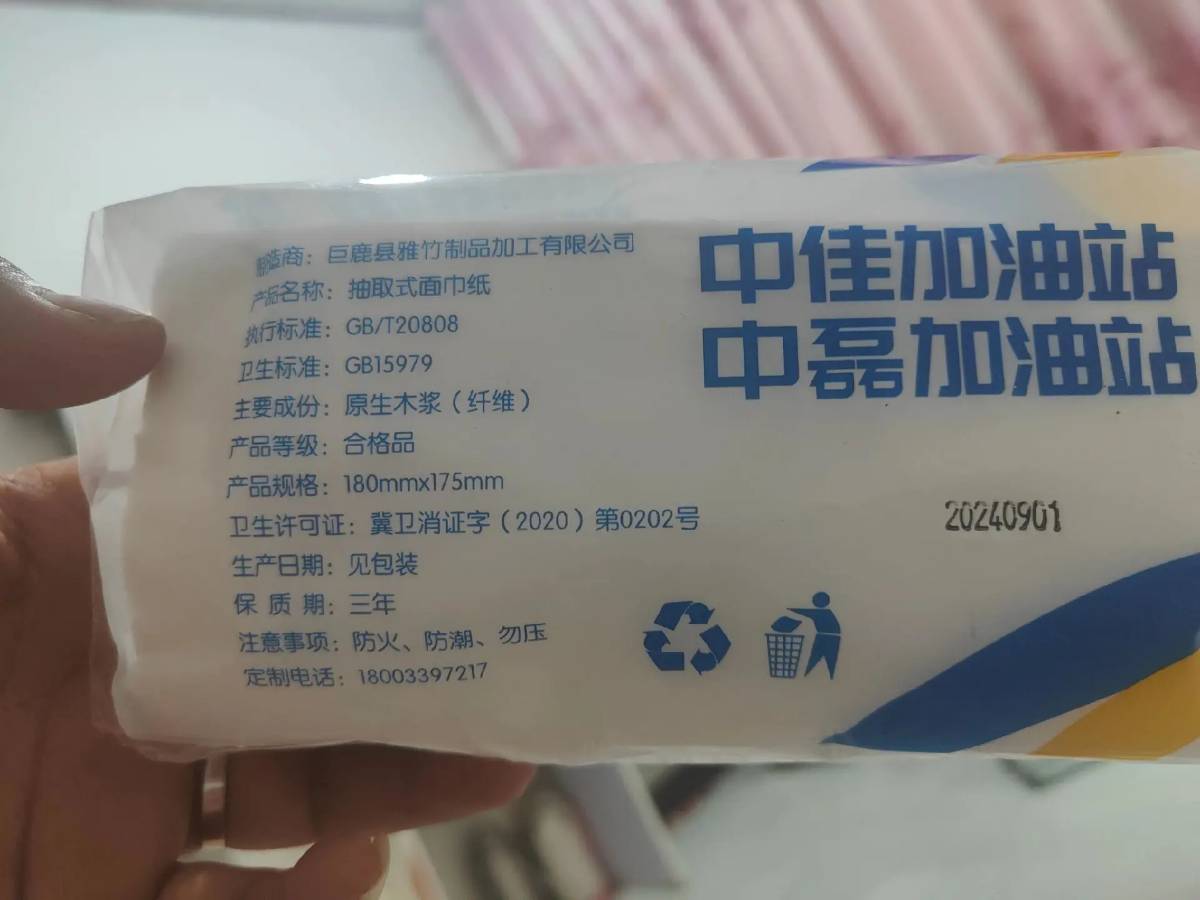 制造商：巨鹿县雅竹制品加工有限公司
产品名称：抽取式面巾纸
执行标准：GB/T20808
卫生标准：GB15979
主要成份：原生木浆（纤维）
产品等级：合格品
产品规格：180mmx175mm
卫生许可证：冀卫消证字（2020）第0202号
生产日期：见包装
保质期：三年
注意事项：防火、防潮、勿压
定制电话：18003397217
中佳加油站
中磊加油站
20240901